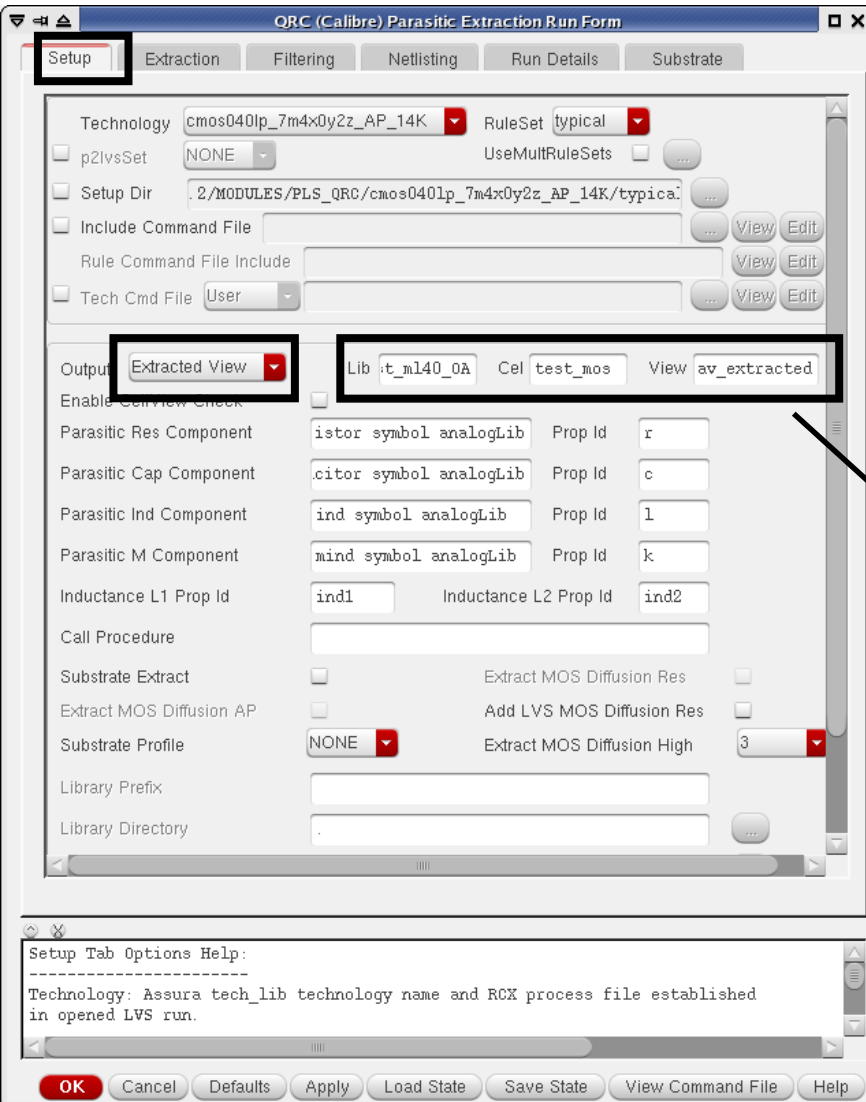 QRC (Calibre) Parasitic Extraction Run Form
Setup Extraction Filtering Netlisting Run Details Substrate
Technology cmos040lp_7m4x0y2z_AP_14K RuleSet typical
p2lvsSet NONE UseMultRuleSets ...
Setup Dir .2/MODULES/PLS_QRC/cmos040lp_7m4x0y2z_AP_14K/typical ...
Include Command File ... View Edit
Rule Command File Include View Edit
Tech Cmd File User ... View Edit
Output Extracted View Lib t_ml40_0A Cel test_mos View av_extracted
Enable CellView Check
Parasitic Res Component istor symbol analogLib Prop Id r
Parasitic Cap Component citor symbol analogLib Prop Id c
Parasitic Ind Component ind symbol analogLib Prop Id l
Parasitic M Component mind symbol analogLib Prop Id k
Inductance L1 Prop Id ind1 Inductance L2 Prop Id ind2
Call Procedure
Substrate Extract Extract MOS Diffusion Res
Extract MOS Diffusion AP Add LVS MOS Diffusion Res
Substrate Profile NONE Extract MOS Diffusion High 3
Library Prefix
Library Directory . ...
Setup Tab Options Help:
------------------------
Technology: Assura tech_lib technology name and RCX process file established
in opened LVS run.
OK Cancel Defaults Apply Load State Save State View Command File Help